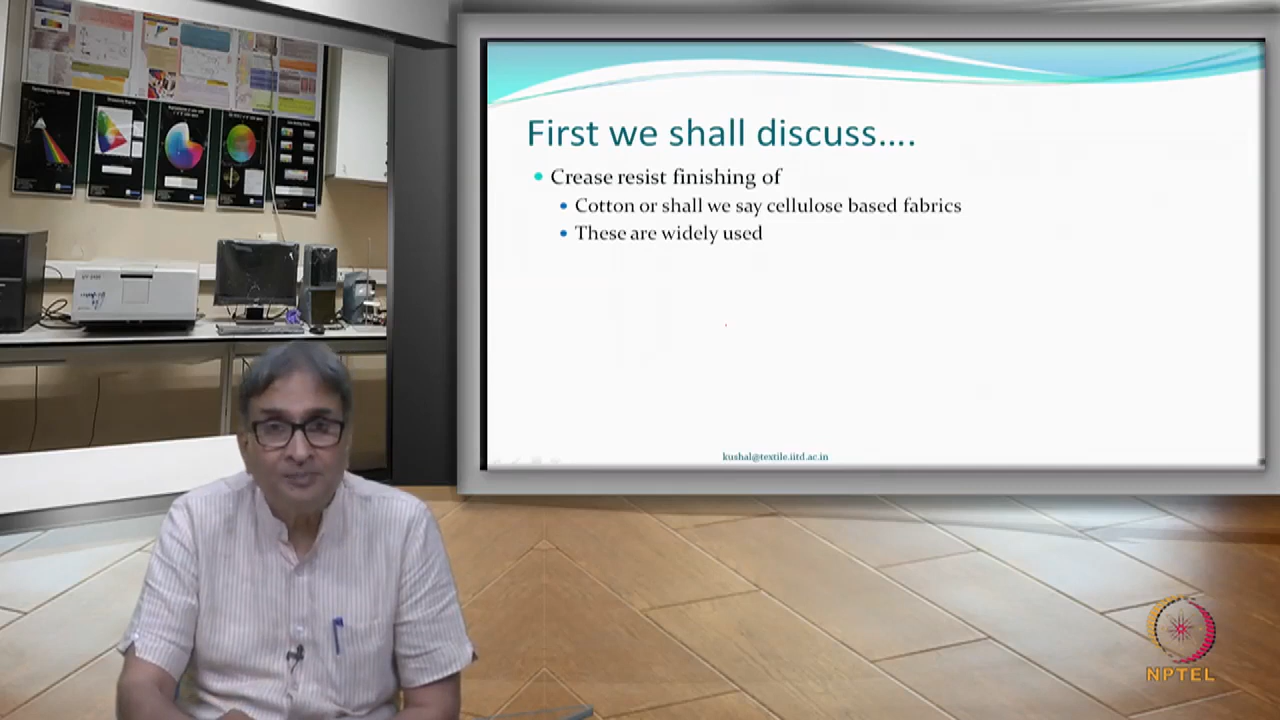 First we shall discuss....
Crease resist finishing of
Cotton or shall we say cellulose based fabrics
These are widely used
kushal@textile.iitd.ac.in
NPTEL